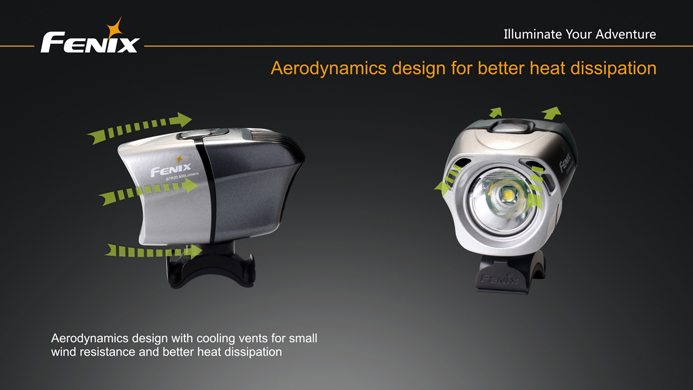 FENIX
Illuminate Your Adventure
Aerodynamics design for better heat dissipation
FENIX
FENIX
FENIX
Aerodynamics design with cooling vents for small
wind resistance and better heat dissipation